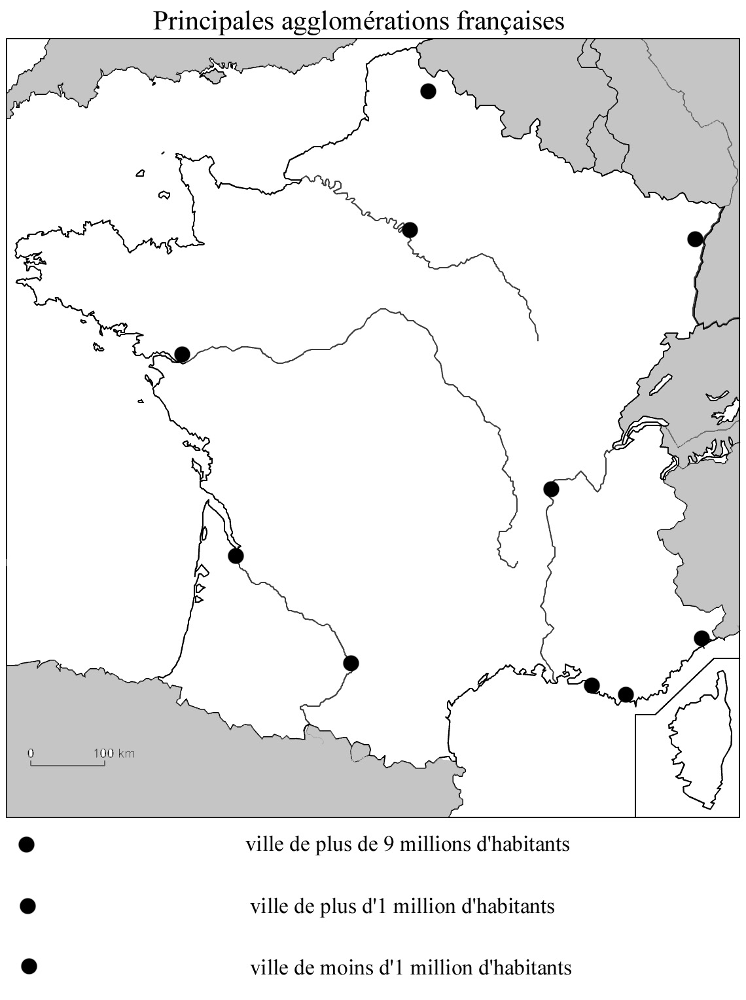 Principales agglomérations françaises
0 100 km
ville de plus de 9 millions d'habitants
ville de plus d'1 million d'habitants
ville de moins d'1 million d'habitants